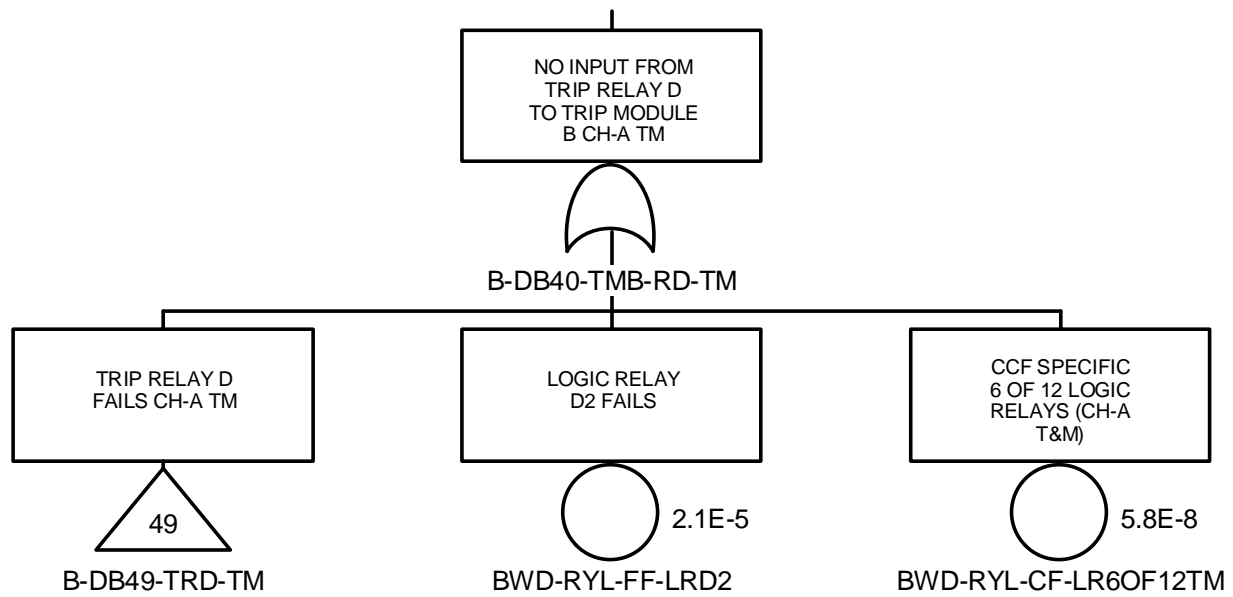 NO INPUT FROM
TRIP RELAY D
TO TRIP MODULE
B CH-A TM
B-DB40-TMB-RD-TM
TRIP RELAY D
FAILS CH-A TM
49
B-DB49-TRD-TM
LOGIC RELAY
D2 FAILS
2.1E-5
BWD-RYL-FF-LRD2
CCF SPECIFIC
6 OF 12 LOGIC
RELAYS (CH-A
T&M)
5.8E-8
BWD-RYL-CF-LR6OF12TM